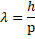 λ = h/p